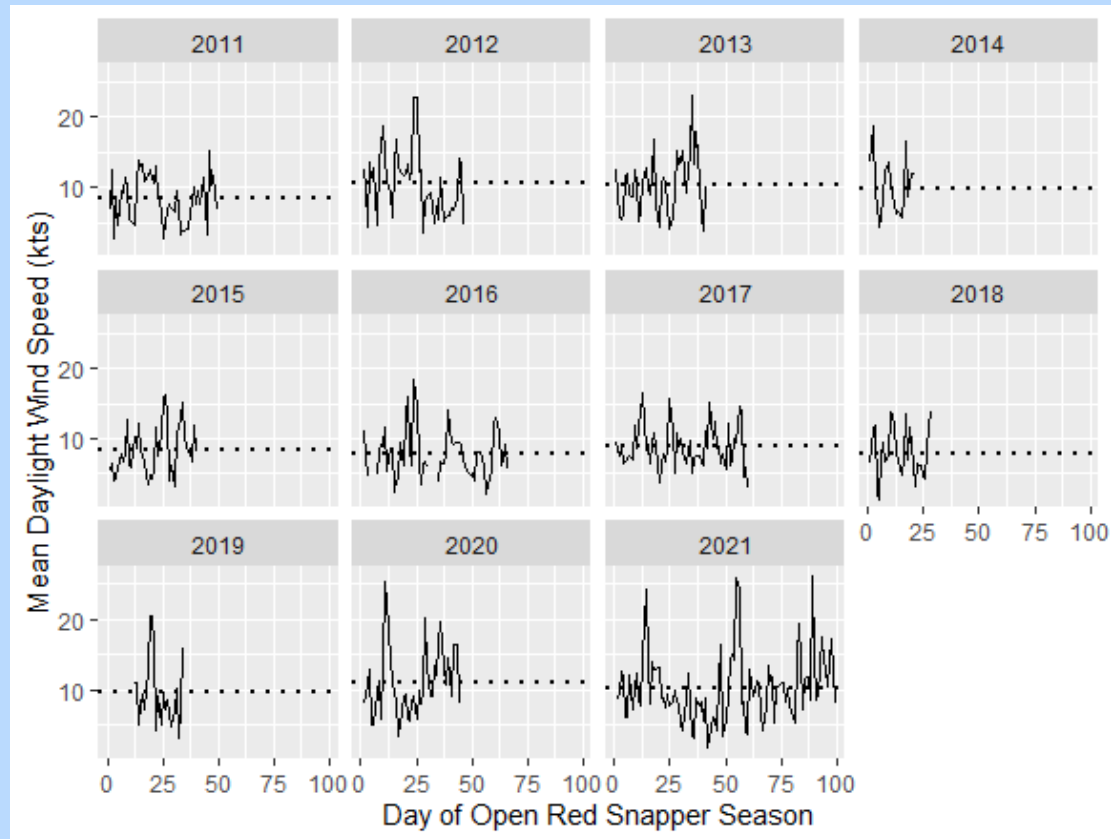 2011 2012 2013 2014
20
10
2015 2016 2017 2018
20
10
0 25 50 75 100
2019 2020 2021
20
10
0 25 50 75 100 0 25 50 75 100 0 25 50 75 100
Mean Daylight Wind Speed (kts)
Day of Open Red Snapper Season